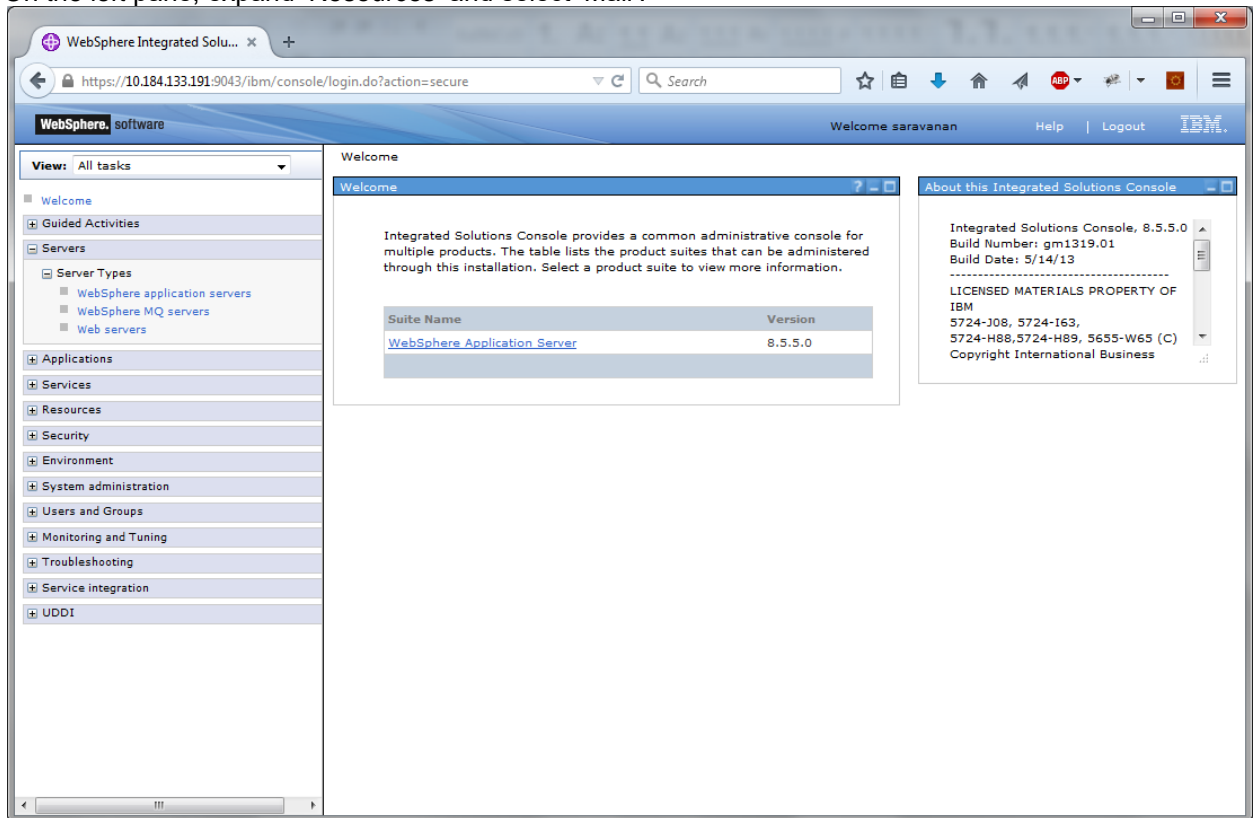 On the left pane, expand 'Resources' and select 'Mail'.
WebSphere Integrated Solu...
https://10.184.133.191:9043/ibm/console/login.do?action=secure
Search
ABP
WebSphere. software
Welcome saravanan
Help | Logout
IBM.
View: All tasks
Welcome
Guided Activities
Servers
Server Types
WebSphere application servers
WebSphere MQ servers
Web servers
Applications
Services
Resources
Security
Environment
System administration
Users and Groups
Monitoring and Tuning
Troubleshooting
Service integration
UDDI
Welcome
Welcome
Integrated Solutions Console provides a common administrative console for
multiple products. The table lists the product suites that can be administered
through this installation. Select a product suite to view more information.
Suite Name Version
WebSphere Application Server 8.5.5.0
About this Integrated Solutions Console
Integrated Solutions Console, 8.5.5.0
Build Number: gm1319.01
Build Date: 5/14/13
----------------------------------------
LICENSED MATERIALS PROPERTY OF
IBM
5724-J08, 5724-I63,
5724-H88,5724-H89, 5655-W65 (C)
Copyright International Business